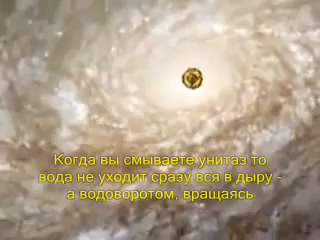 Когда вы смываете унитаз то
вода не уходит сразу вся в дыру -
а водоворотом, вращаясь